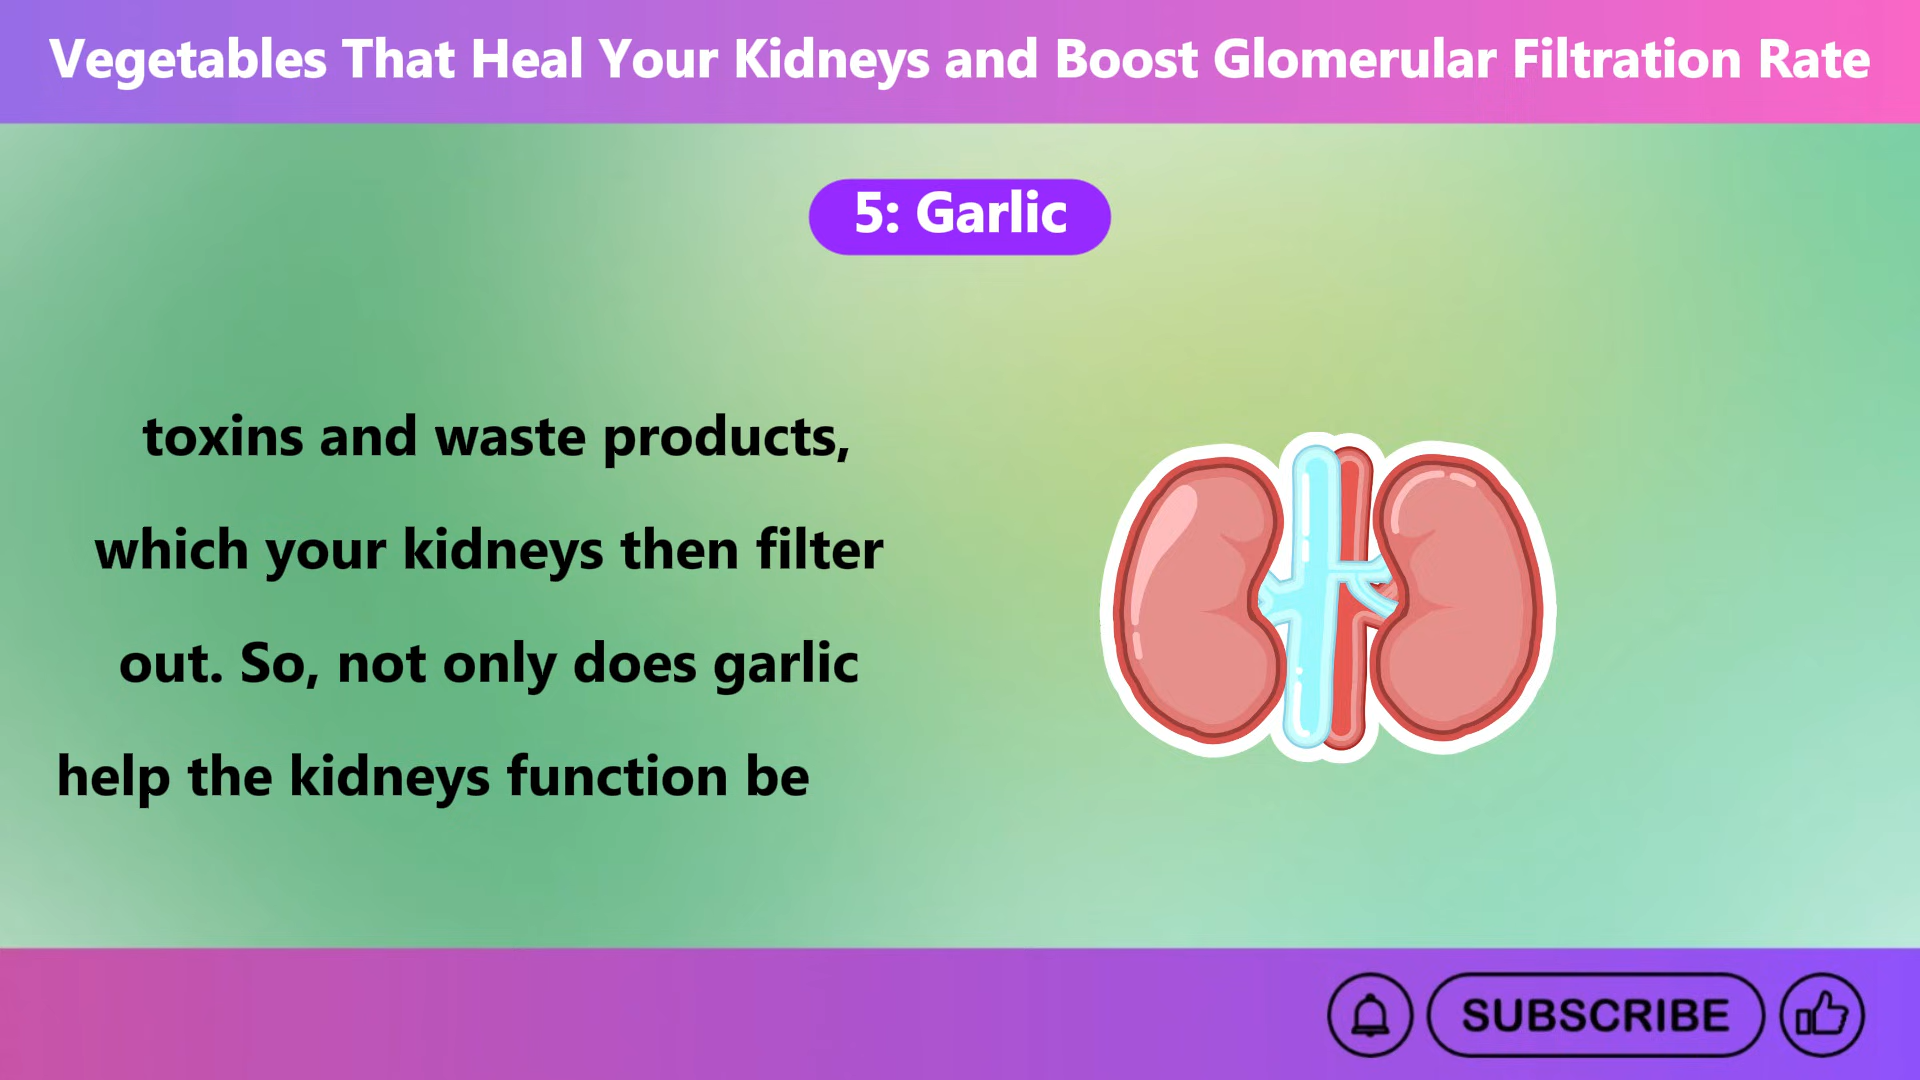 Vegetables That Heal Your Kidneys and Boost Glomerular Filtration Rate
5: Garlic
toxins and waste products,
which your kidneys then filter
out. So, not only does garlic
help the kidneys function be
SUBSCRIBE